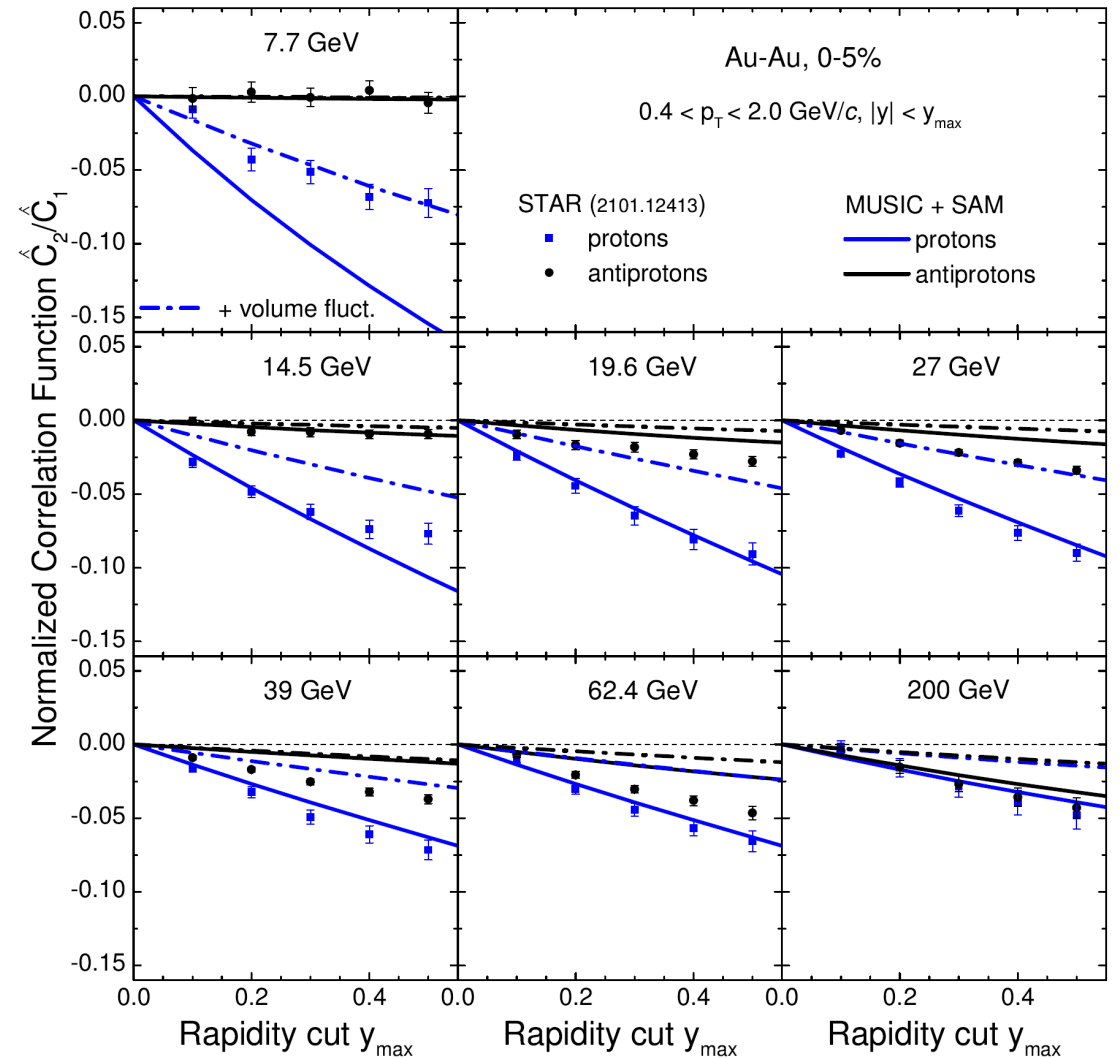 0.05
7.7 GeV
Au-Au, 0-5%
0.4 < p_T < 2.0 GeV/c, |y| < y_max
0.00
-0.05
-0.10
-0.15
STAR (2101.12413)
protons
antiprotons
MUSIC + SAM
protons
antiprotons
+ volume fluct.
Normalized Correlation Function Ĉ_2/Ĉ_1
0.05
14.5 GeV
19.6 GeV
27 GeV
0.00
-0.05
-0.10
-0.15
0.05
39 GeV
62.4 GeV
200 GeV
0.00
-0.05
-0.10
-0.15
0.0 0.2 0.4 0.0 0.2 0.4 0.0 0.2 0.4
Rapidity cut y_max Rapidity cut y_max Rapidity cut y_max